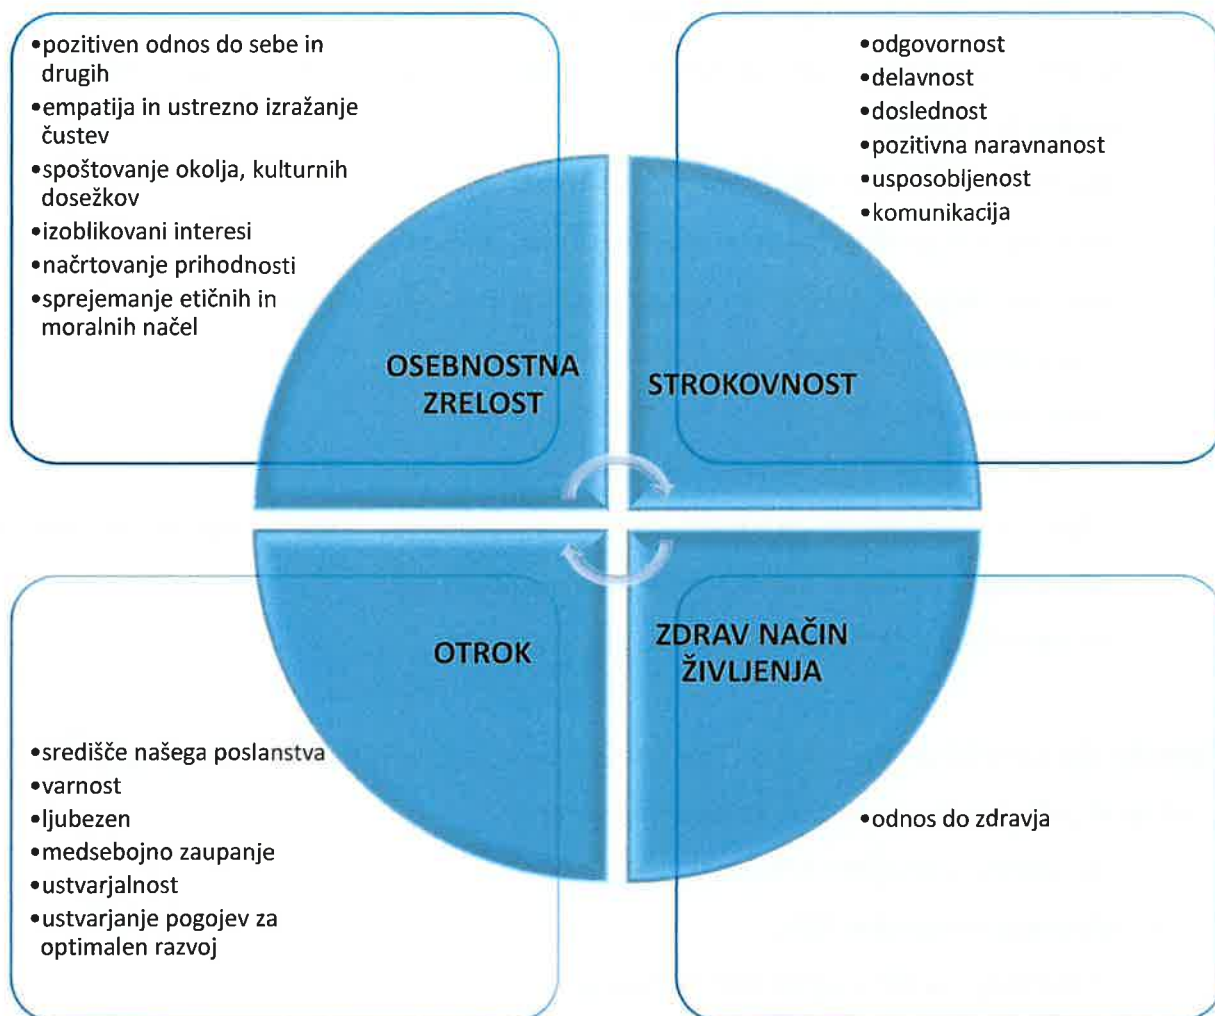 •pozitiven odnos do sebe in
drugih
•empatija in ustrezno izražanje
čustev
•spoštovanje okolja, kulturnih
dosežkov
•izoblikovani interesi
•načrtovanje prihodnosti
•sprejemanje etičnih in
moralnih načel
OSEBNOSTNA
ZRELOST
•odgovornost
•delavnost
•doslednost
•pozitivna naravnanost
•usposobljenost
•komunikacija
STROKOVNOST
OTROK
•središče našega poslanstva
•varnost
•ljubezen
•medsebojno zaupanje
•ustvarjalnost
•ustvarjanje pogojev za
optimalen razvoj
ZDRAV NAČIN
ŽIVLJENJA
•odnos do zdravja